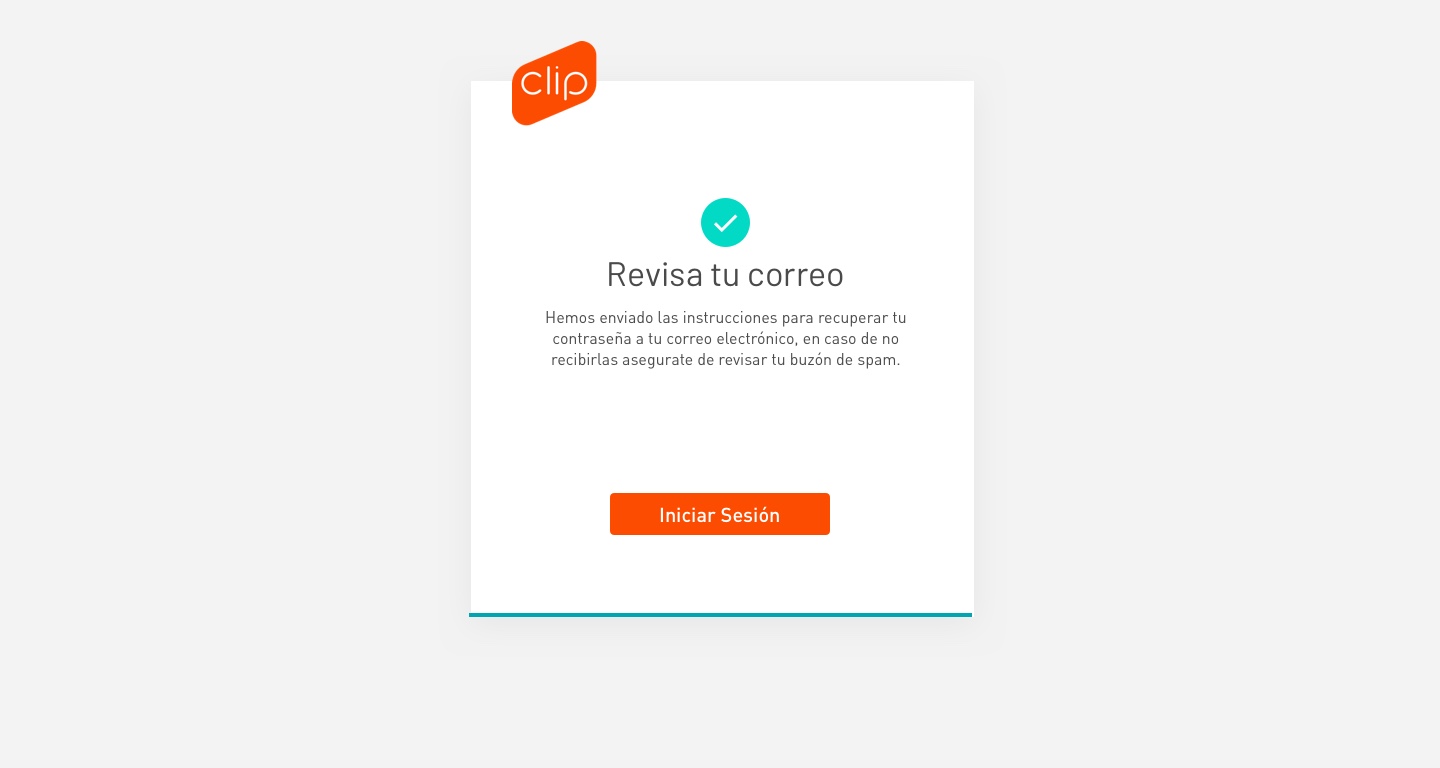 clip
Revisa tu correo
Hemos enviado las instrucciones para recuperar tu
contraseña a tu correo electrónico, en caso de no
recibirlas asegurate de revisar tu buzón de spam.
Iniciar Sesión